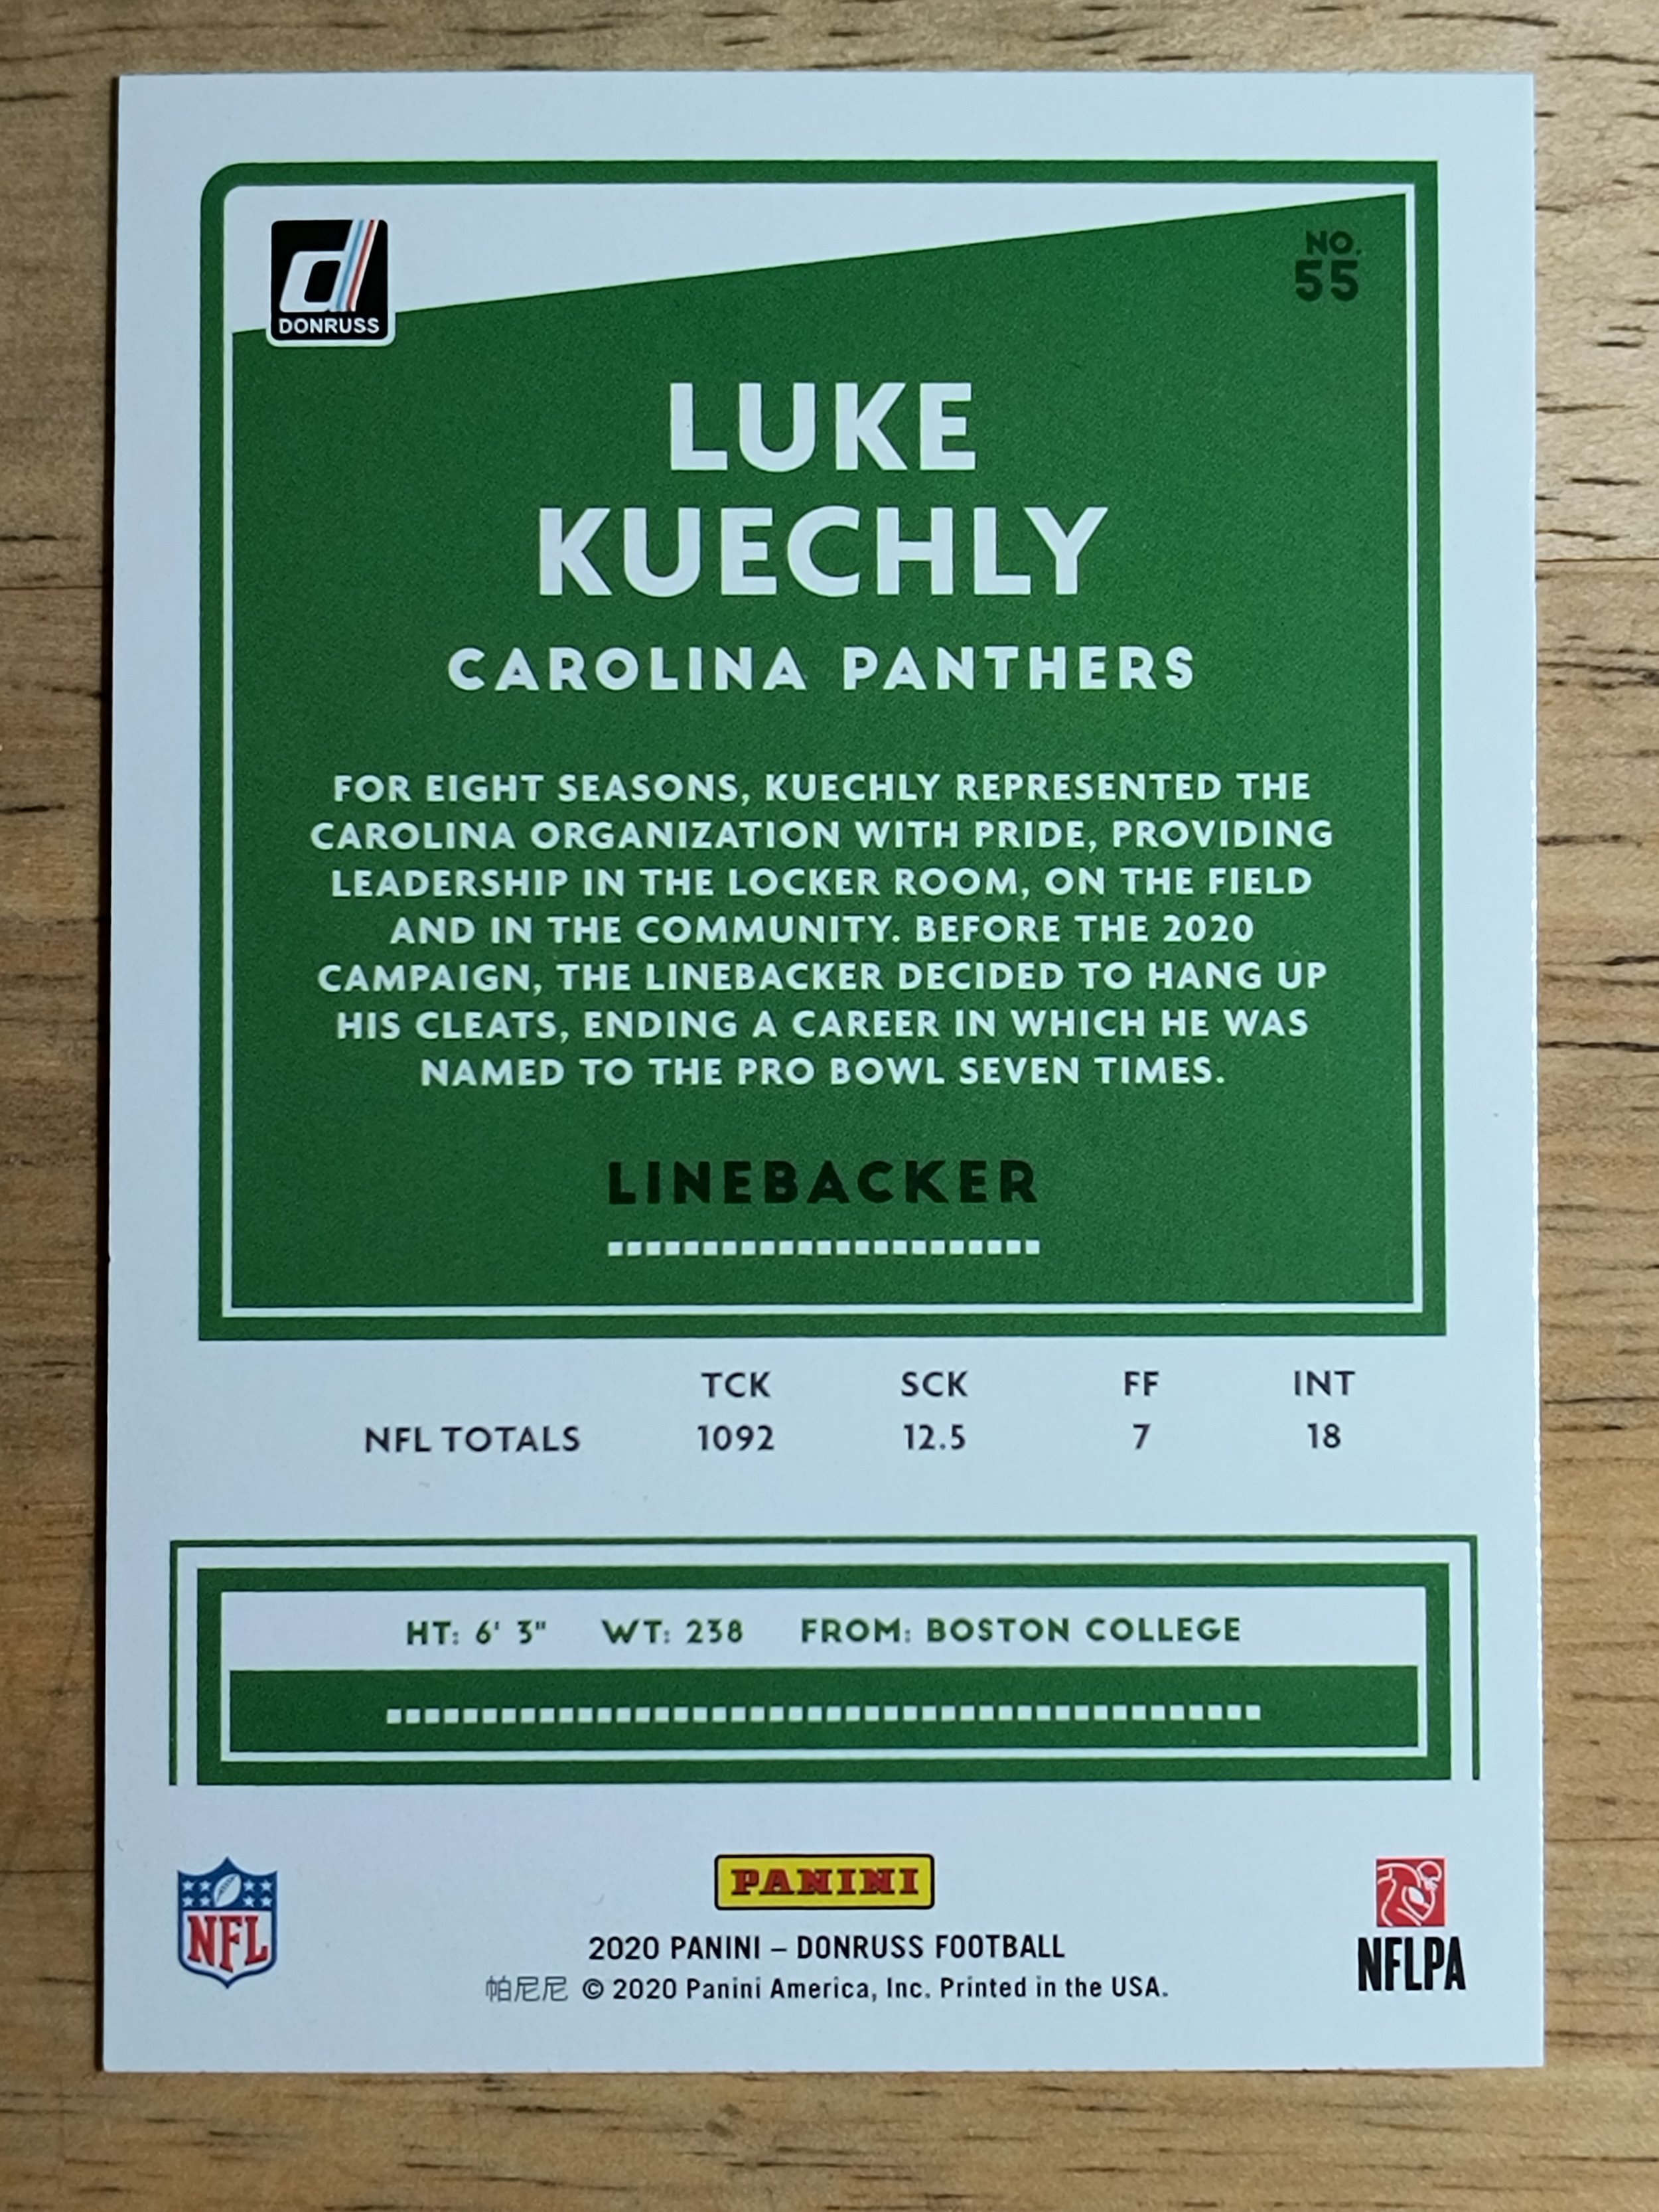 DONRUSS
NO.
55
LUKE
KUECHLY
CAROLINA PANTHERS
FOR EIGHT SEASONS, KUECHLY REPRESENTED THE
CAROLINA ORGANIZATION WITH PRIDE, PROVIDING
LEADERSHIP IN THE LOCKER ROOM, ON THE FIELD
AND IN THE COMMUNITY. BEFORE THE 2020
CAMPAIGN, THE LINEBACKER DECIDED TO HANG UP
HIS CLEATS, ENDING A CAREER IN WHICH HE WAS
NAMED TO THE PRO BOWL SEVEN TIMES.
LINEBACKER
TCK SCK FF INT
NFL TOTALS 1092 12.5 7 18
HT: 6' 3" WT: 238 FROM: BOSTON COLLEGE
NFL
PANINI
2020 PANINI – DONRUSS FOOTBALL
帕尼尼 © 2020 Panini America, Inc. Printed in the USA.
NFLPA